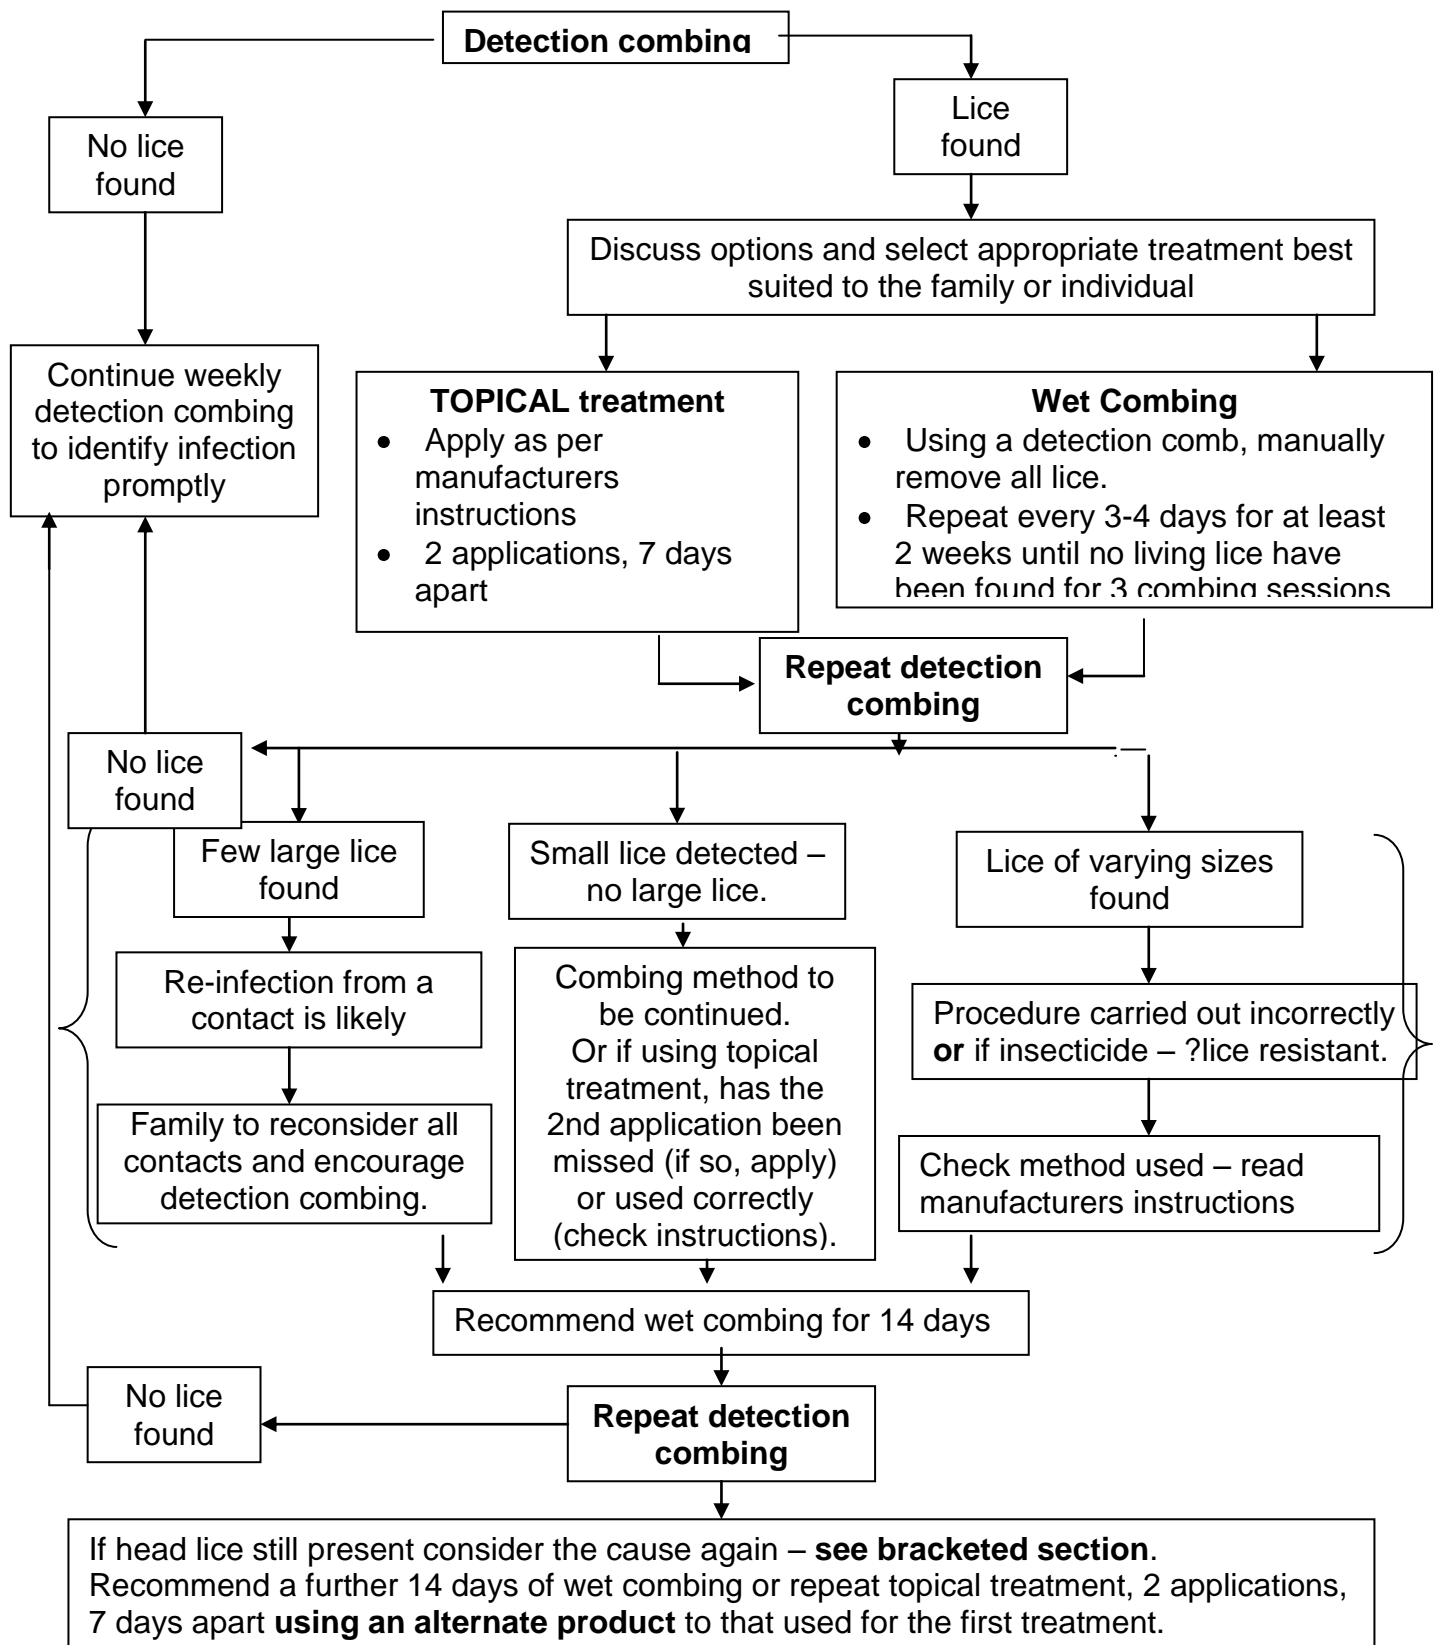 Detection combing
No lice
found
Lice
found
Discuss options and select appropriate treatment best
suited to the family or individual
Continue weekly
detection combing
to identify infection
promptly
TOPICAL treatment
• Apply as per
manufacturers
instructions
• 2 applications, 7 days
apart
Wet Combing
• Using a detection comb, manually
remove all lice.
• Repeat every 3-4 days for at least
2 weeks until no living lice have
been found for 3 combing sessions
Repeat detection
combing
No lice
found
Few large lice
found
Small lice detected –
no large lice.
Lice of varying sizes
found
Re-infection from a
contact is likely
Combing method to
be continued.
Or if using topical
treatment, has the
2nd application been
missed (if so, apply)
or used correctly
(check instructions).
Procedure carried out incorrectly
or if insecticide – ?lice resistant.
Family to reconsider all
contacts and encourage
detection combing.
Check method used – read
manufacturers instructions
Recommend wet combing for 14 days
No lice
found
Repeat detection
combing
If head lice still present consider the cause again – see bracketed section.
Recommend a further 14 days of wet combing or repeat topical treatment, 2 applications,
7 days apart using an alternate product to that used for the first treatment.